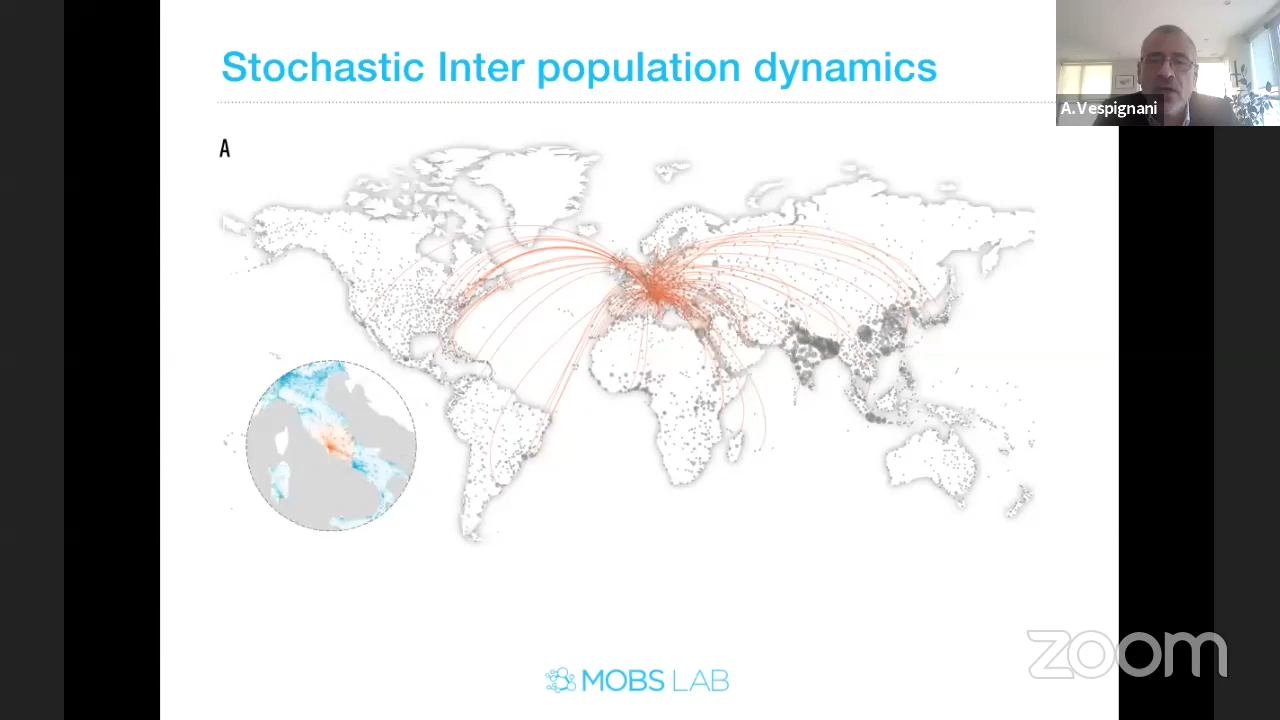 Stochastic Inter population dynamics
A.Vespignani
A
MOBS LAB
zoom